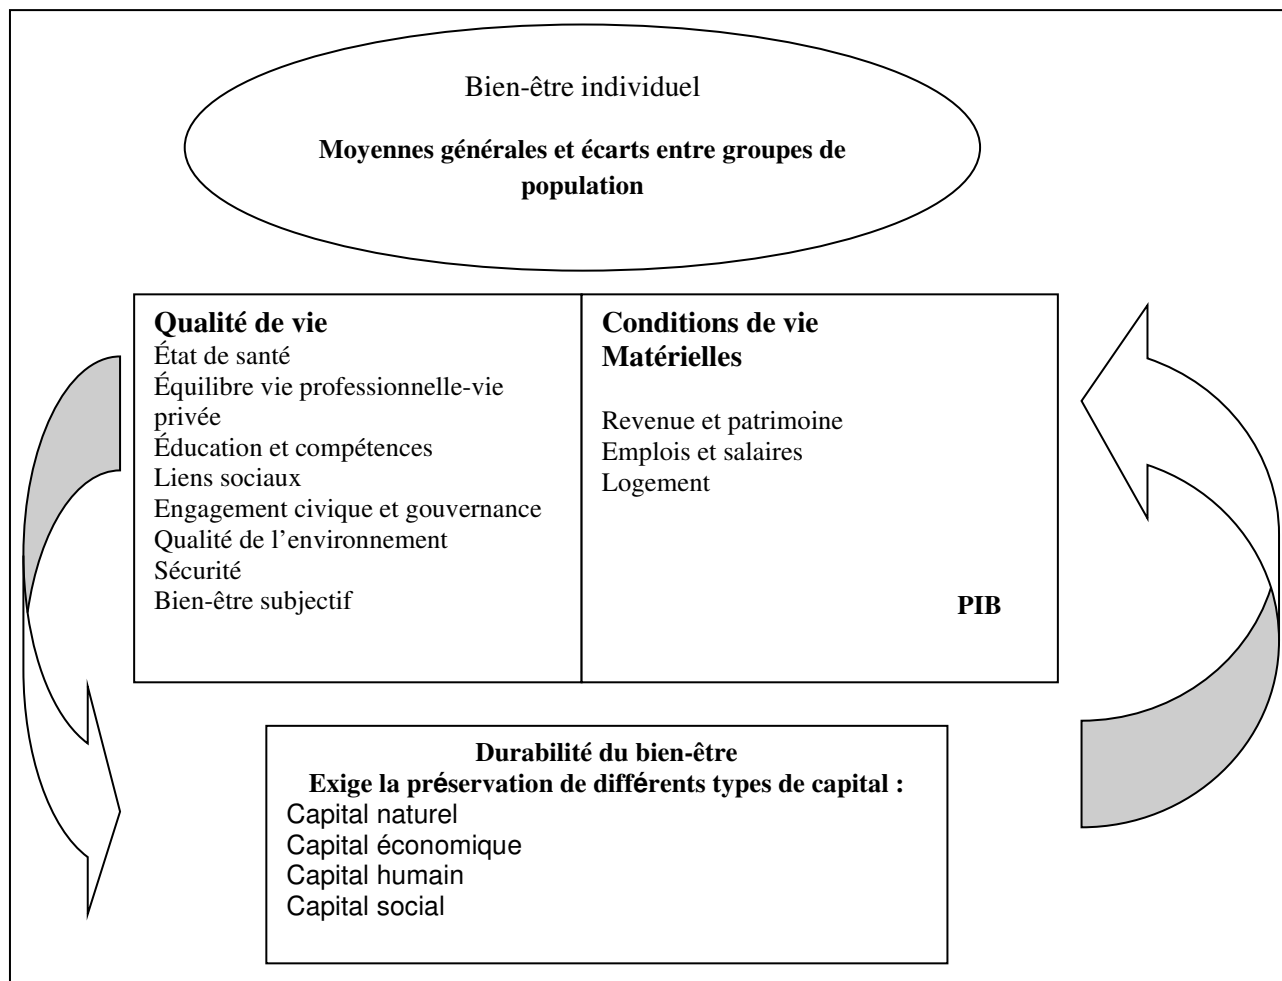 Bien-être individuel
Moyennes générales et écarts entre groupes de
population
Qualité de vie
État de santé
Équilibre vie professionnelle-vie
privée
Éducation et compétences
Liens sociaux
Engagement civique et gouvernance
Qualité de l’environnement
Sécurité
Bien-être subjectif
Conditions de vie
Matérielles
Revenue et patrimoine
Emplois et salaires
Logement
PIB
Durabilité du bien-être
Exige la préservation de différents types de capital :
Capital naturel
Capital économique
Capital humain
Capital social